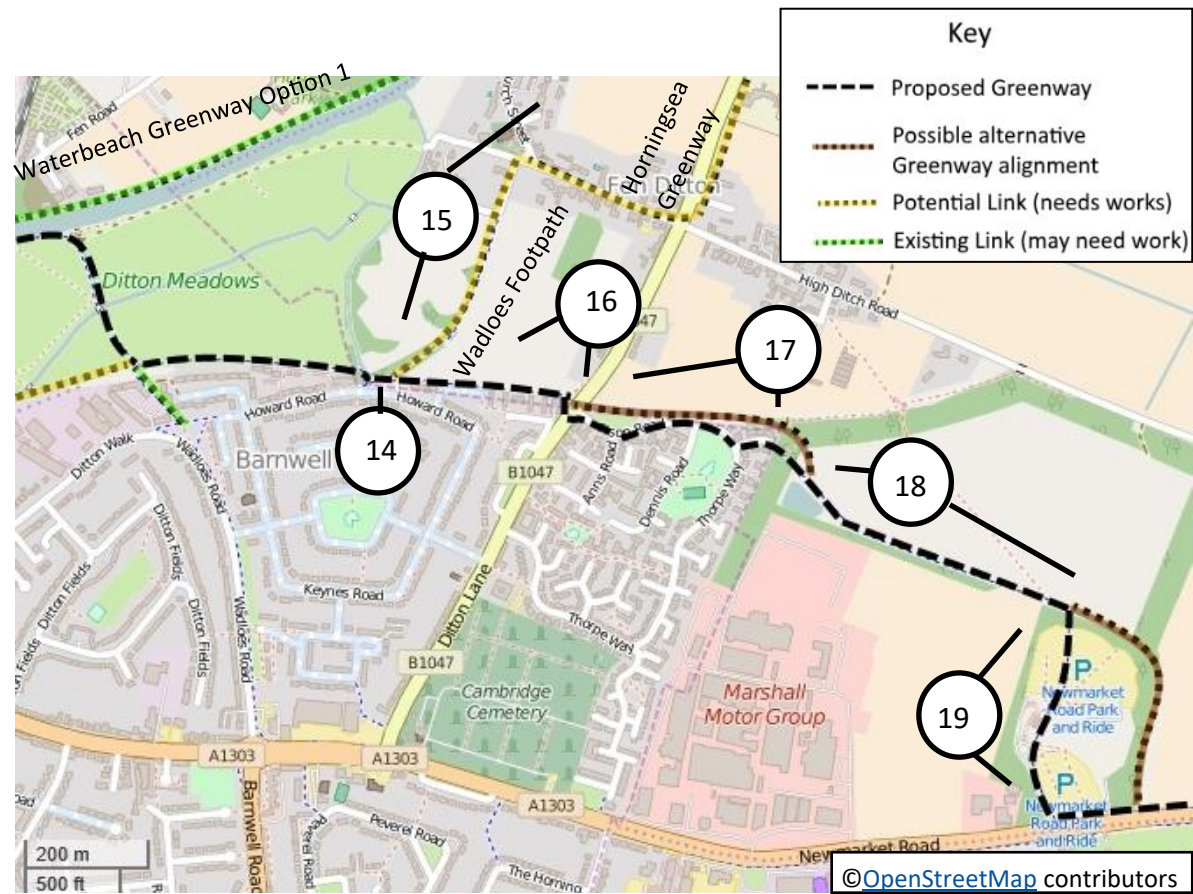 Key
Proposed Greenway
Possible alternative
Greenway alignment
Potential Link (needs works)
Existing Link (may need work)
Waterbeach Greenway Option 1
Fen Road
Park
Horningsea
Greenway
Fen Ditton
15
Wadloes Footpath
16
Ditton Meadows
High Ditch Road
17
Howard Road
Howard Road
14
Ditton Walk
Wadloes Road
Barnwell
B1047
Anns Road
Dennis Road
Thorpe Way
18
Ditton Fields
Ditton Fields
Ditton Fields
Keynes Road
Wadloes Road
Ditton Lane
Thorpe Way
B1047
Cambridge
Cemetery
Marshall
Motor Group
19
P
Newmarket
Road Park
and Ride
P
Newmarket
Road Park
and Ride
A1303
A1303
A1303
Barnwell Road
Peverel Road
Peverel Road
Newmarket Road
200 m
500 ft
©OpenStreetMap contributors